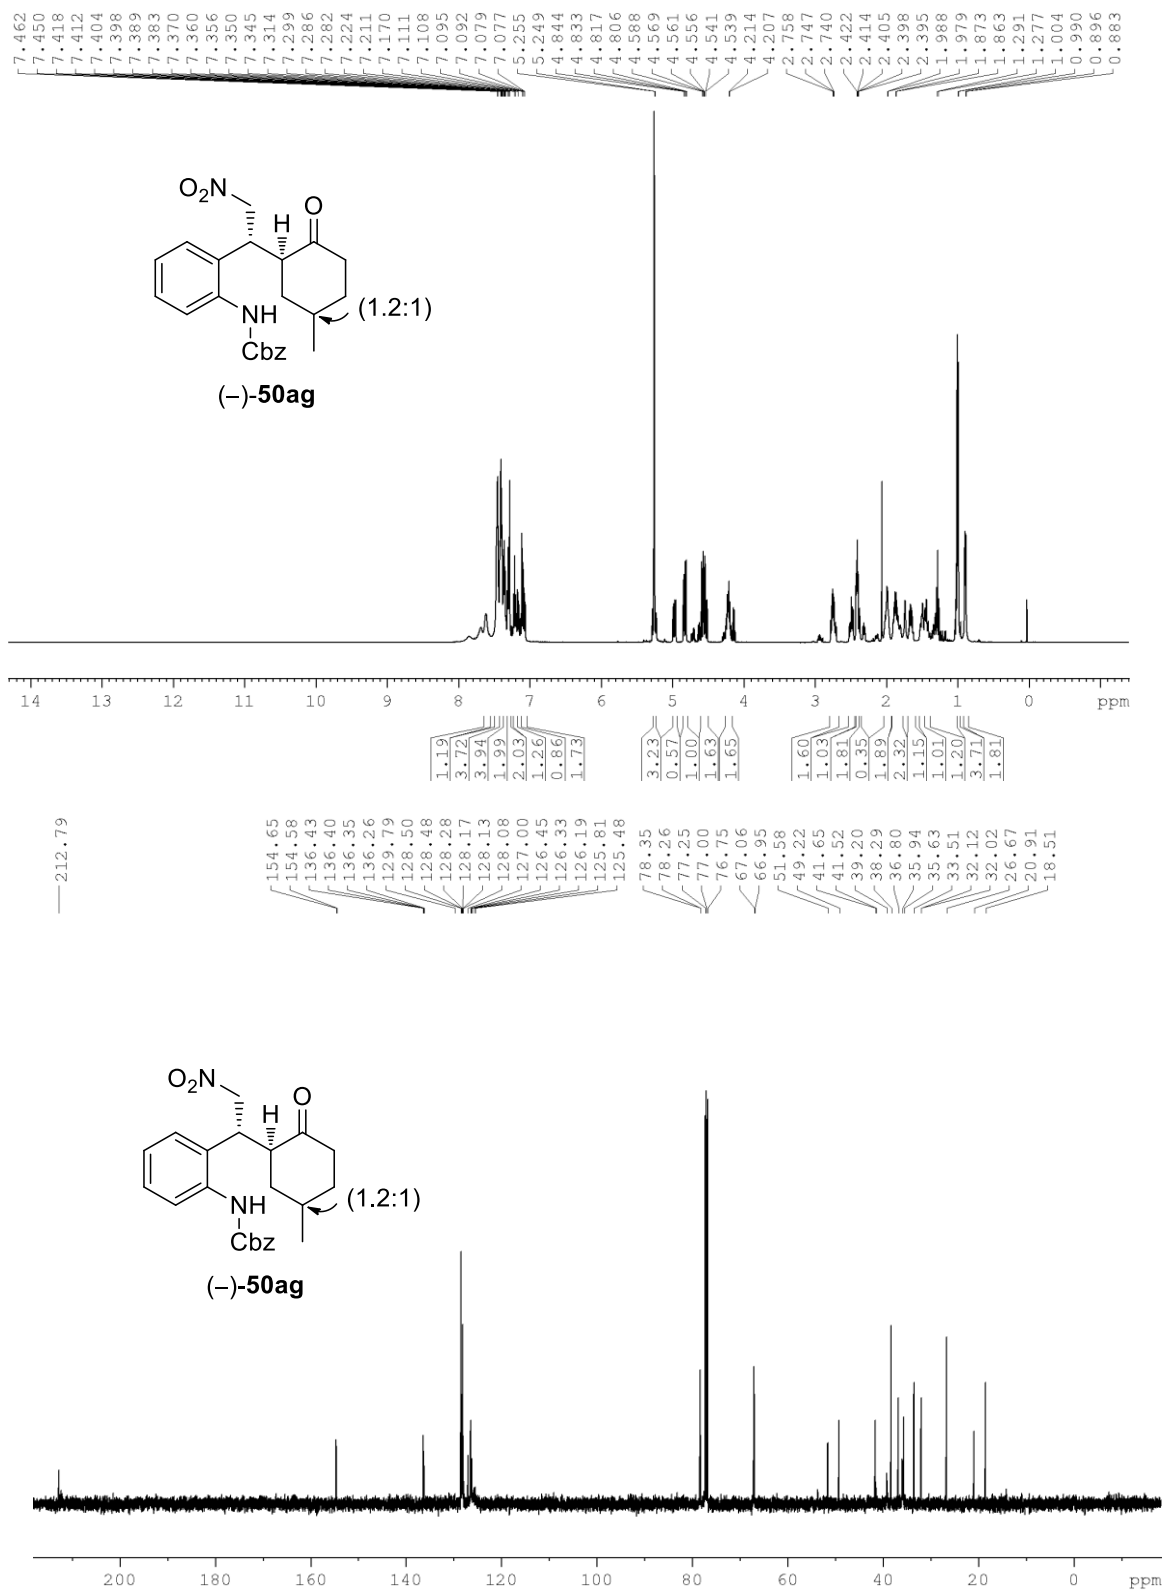 7.462 7.450 7.418 7.412 7.404 7.398 7.389 7.383 7.370 7.360 7.356 7.350 7.345 7.314 7.299 7.286 7.282 7.224 7.211 7.170 7.111 7.108 7.095 7.092 7.079 7.077 5.255 5.249 4.844 4.833 4.817 4.806 4.588 4.569 4.561 4.556 4.541 4.539 4.214 4.207 2.758 2.747 2.740 2.422 2.414 2.405 2.398 2.395 1.988 1.979 1.873 1.863 1.291 1.277 1.004 0.990 0.896 0.883
O₂N
H O
NH (1.2:1)
Cbz
(–)-50ag
14 13 12 11 10 9 8 7 6 5 4 3 2 1 0 ppm
1.19 3.72 3.94 1.99 2.03 1.26 0.86 1.73 3.23 0.57 1.00 1.63 1.65 1.60 1.03 1.81 0.35 1.89 2.32 1.15 1.01 1.20 3.71 1.81
212.79 154.65 154.58 136.43 136.40 136.35 136.26 129.79 128.50 128.48 128.28 128.17 128.13 128.08 127.00 126.45 126.33 126.19 125.81 125.48 78.35 78.26 77.25 77.00 76.75 67.06 66.95 51.58 49.22 41.65 41.52 39.20 38.29 36.80 35.94 35.63 33.51 32.12 32.02 26.67 20.91 18.51
O₂N
H O
NH (1.2:1)
Cbz
(–)-50ag
200 180 160 140 120 100 80 60 40 20 0 ppm